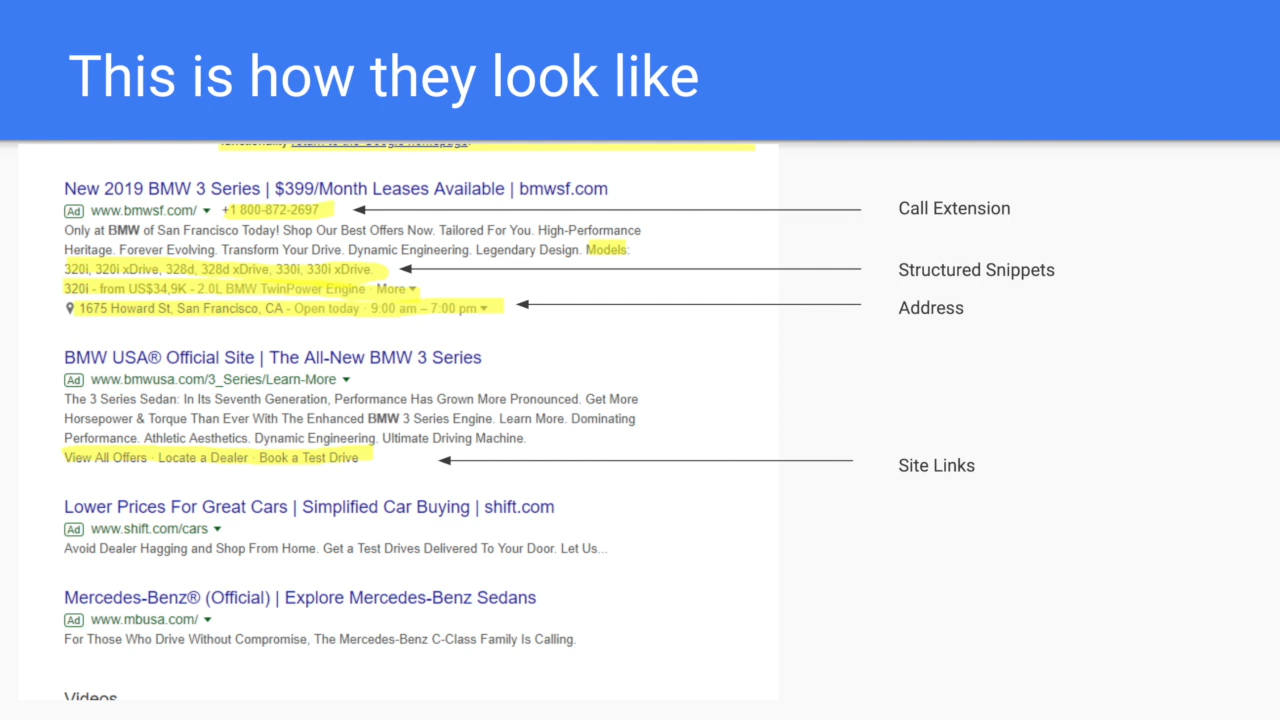 This is how they look like
functionality return to the Google homepage.
New 2019 BMW 3 Series | $399/Month Leases Available | bmwsf.com
Ad www.bmwsf.com/ +1 800-872-2697
Only at BMW of San Francisco Today! Shop Our Best Offers Now. Tailored For You. High-Performance
Heritage. Forever Evolving. Transform Your Drive. Dynamic Engineering. Legendary Design. Models:
320i, 320i xDrive, 328d, 328d xDrive, 330i, 330i xDrive.
320i - from US$34,9K - 2.0L BMW TwinPower Engine · More
1675 Howard St, San Francisco, CA - Open today · 9:00 am – 7:00 pm
Call Extension
Structured Snippets
Address
BMW USA® Official Site | The All-New BMW 3 Series
Ad www.bmwusa.com/3_Series/Learn-More
The 3 Series Sedan: In Its Seventh Generation, Performance Has Grown More Pronounced. Get More
Horsepower & Torque Than Ever With The Enhanced BMW 3 Series Engine. Learn More. Dominating
Performance. Athletic Aesthetics. Dynamic Engineering. Ultimate Driving Machine.
View All Offers · Locate a Dealer · Book a Test Drive
Site Links
Lower Prices For Great Cars | Simplified Car Buying | shift.com
Ad www.shift.com/cars
Avoid Dealer Hagging and Shop From Home. Get a Test Drives Delivered To Your Door. Let Us...
Mercedes-Benz® (Official) | Explore Mercedes-Benz Sedans
Ad www.mbusa.com/
For Those Who Drive Without Compromise, The Mercedes-Benz C-Class Family Is Calling.
Videos